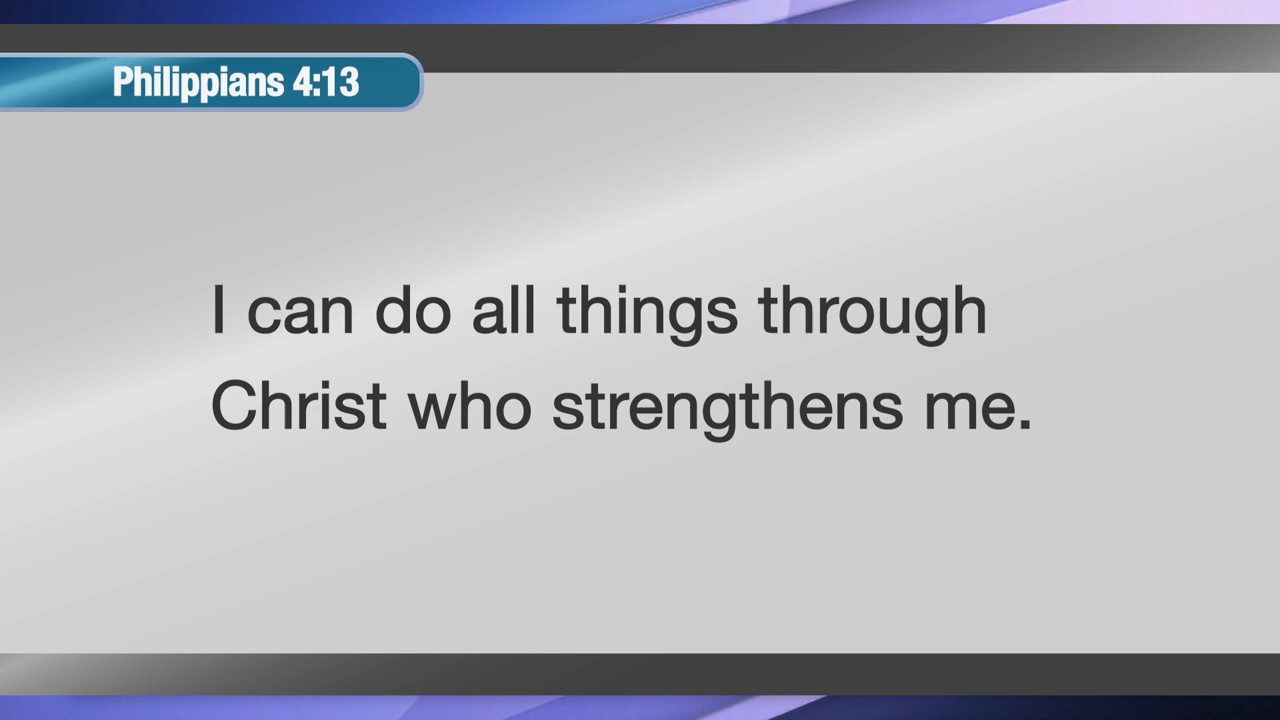 Philippians 4:13
I can do all things through
Christ who strengthens me.